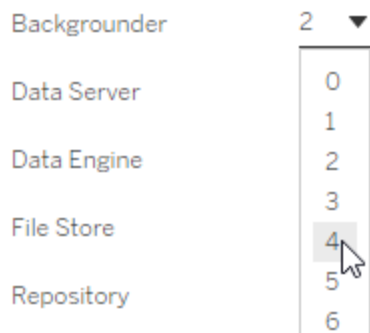 Backgrounder 2
0
Data Server
1
Data Engine 2
3
File Store
4
5
Repository
6